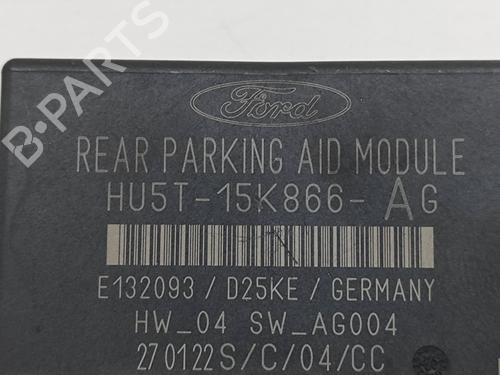 Ford
REAR PARKING AID MODULE
HU5T-15K866-AG
E132093 / D25KE / GERMANY
HW_04 SW_AG004
270122S/C/04/CC
B-PARTS